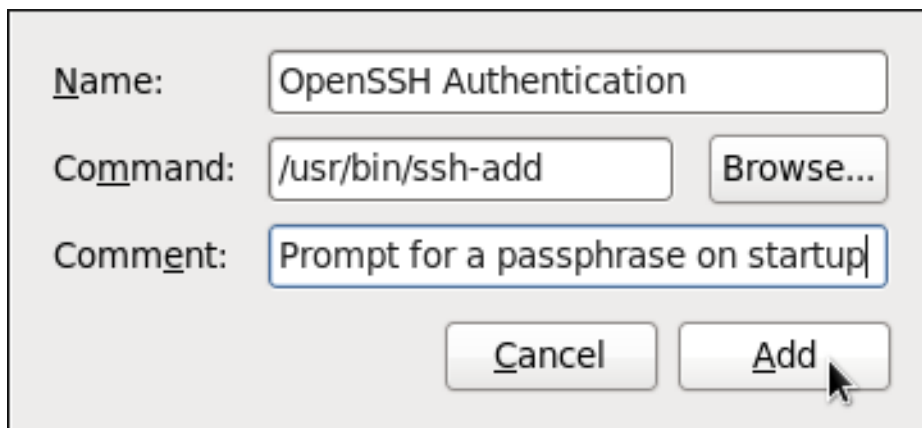 Name: OpenSSH Authentication
Command: /usr/bin/ssh-add Browse...
Comment: Prompt for a passphrase on startup
Cancel Add